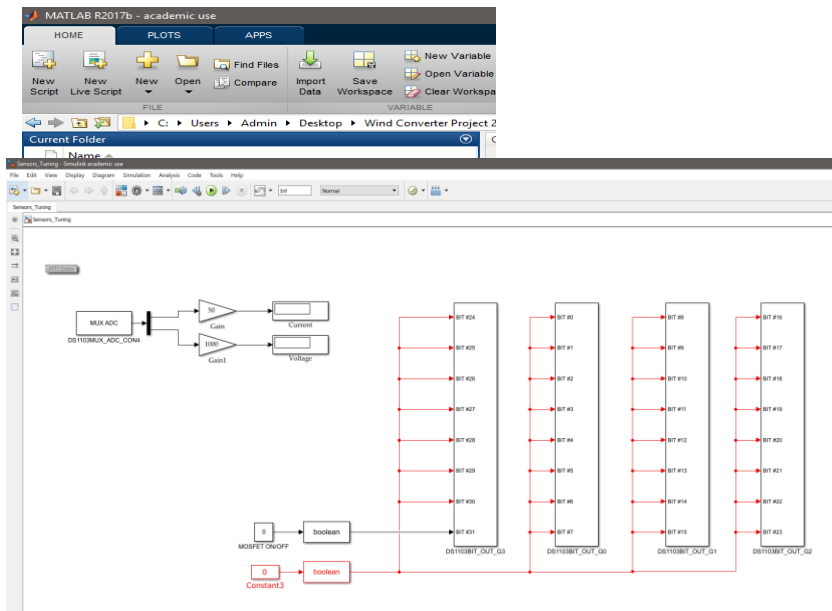 MATLAB R2017b - academic use
HOME PLOTS APPS
New Script
New Live Script
New
Open
Find Files
Compare
Import Data
Save Workspace
New Variable
Open Variable
Clear Workspa
FILE VARIABLE
C: Users Admin Desktop Wind Converter Project 2
Current Folder
Name
Sensors_Tuning - Simulink academic use
File Edit View Display Diagram Simulation Analysis Code Tools Help
Inf Normal
Sensors_Tuning
Sensors_Tuning
MUX ADC
DS1103MUX_ADC_CON4
50
Gain
Current
1000
Gain1
Voltage
BIT #24 BIT #0 BIT #8 BIT #16
BIT #25 BIT #1 BIT #9 BIT #17
BIT #26 BIT #2 BIT #10 BIT #18
BIT #27 BIT #3 BIT #11 BIT #19
BIT #28 BIT #4 BIT #12 BIT #20
BIT #29 BIT #5 BIT #13 BIT #21
BIT #30 BIT #6 BIT #14 BIT #22
0 boolean BIT #31 BIT #7 BIT #15 BIT #23
MOSFET ON/OFF DS1103BIT_OUT_G3 DS1103BIT_OUT_G0 DS1103BIT_OUT_G1 DS1103BIT_OUT_G2
0 boolean
Constant3